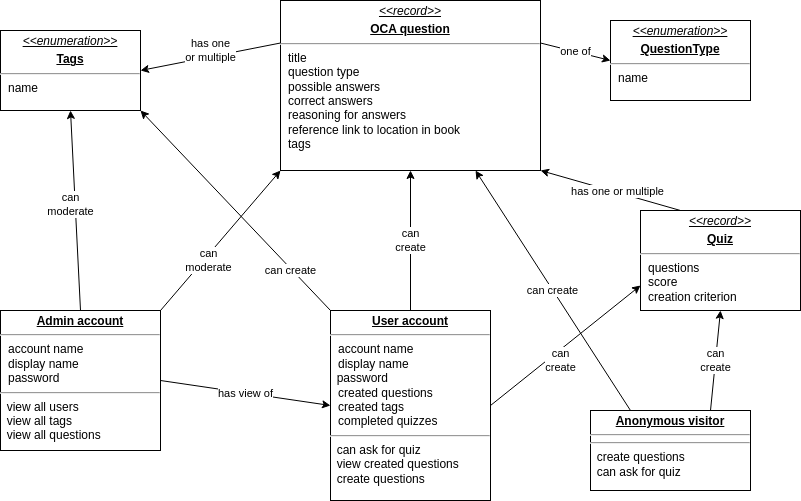 <<record>>
OCA question
title
question type
possible answers
correct answers
reasoning for answers
reference link to location in book
tags
<<enumeration>>
Tags
name
<<enumeration>>
QuestionType
name
has one
or multiple
one of
can
moderate
can
moderate
can create
can
create
can create
has one or multiple
<<record>>
Quiz
questions
score
creation criterion
can
create
can
create
Admin account
account name
display name
password
view all users
view all tags
view all questions
has view of
User account
account name
display name
password
created questions
created tags
completed quizzes
can ask for quiz
view created questions
create questions
Anonymous visitor
create questions
can ask for quiz